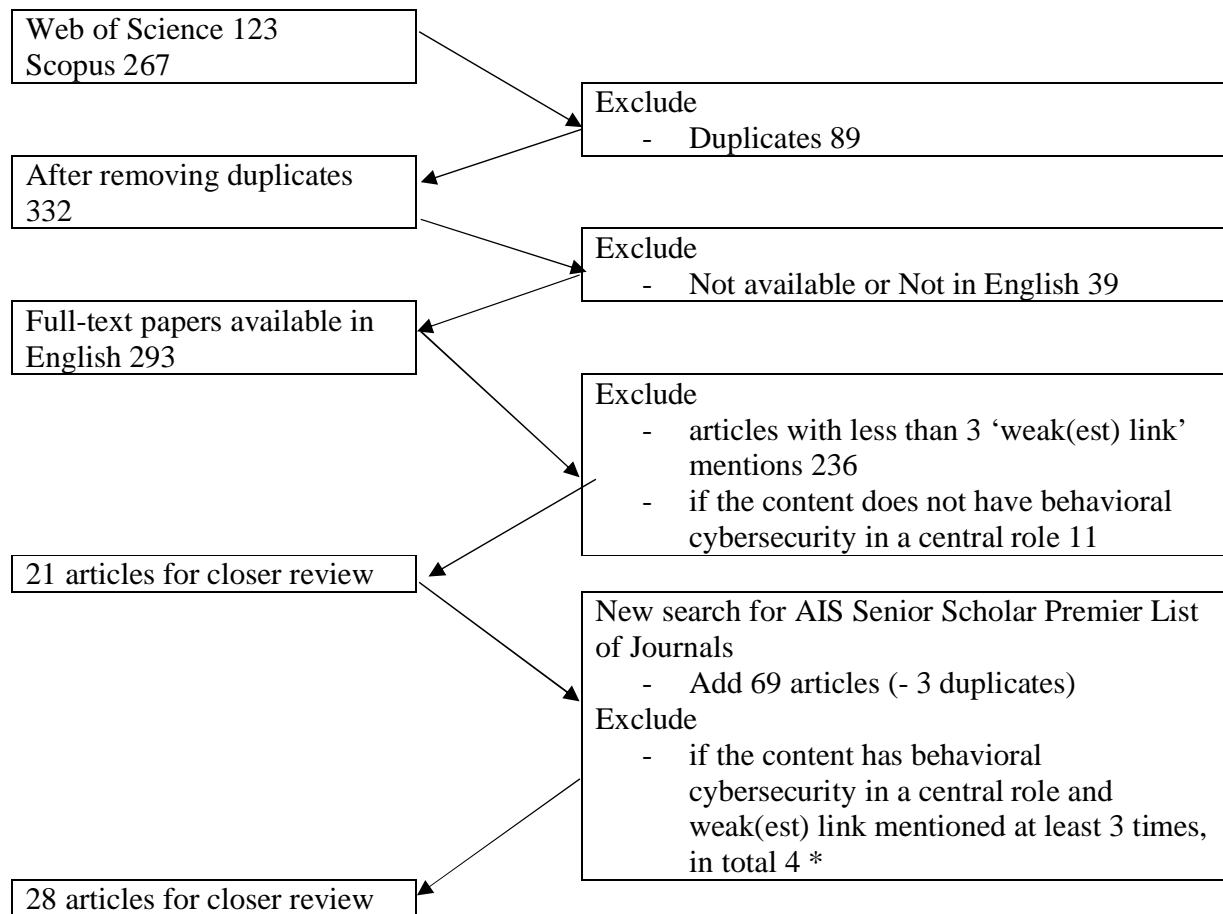 Web of Science 123
Scopus 267
Exclude
- Duplicates 89
After removing duplicates
332
Exclude
- Not available or Not in English 39
Full-text papers available in
English 293
Exclude
- articles with less than 3 ‘weak(est) link’
mentions 236
- if the content does not have behavioral
cybersecurity in a central role 11
21 articles for closer review
New search for AIS Senior Scholar Premier List
of Journals
- Add 69 articles (- 3 duplicates)
Exclude
- if the content has behavioral
cybersecurity in a central role and
weak(est) link mentioned at least 3 times,
in total 4 *
28 articles for closer review